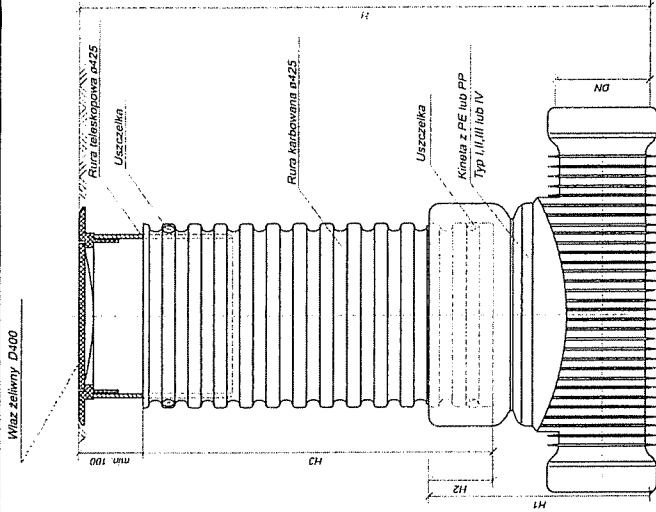 Właz żeliwny D400
Rura teleskopowa ø425
Uszczelka
Rura karbowana ø425
Uszczelka
Kineta z PE lub PP
Typ I,II,III lub IV
H
DN
min. 100
H3
H2
H1